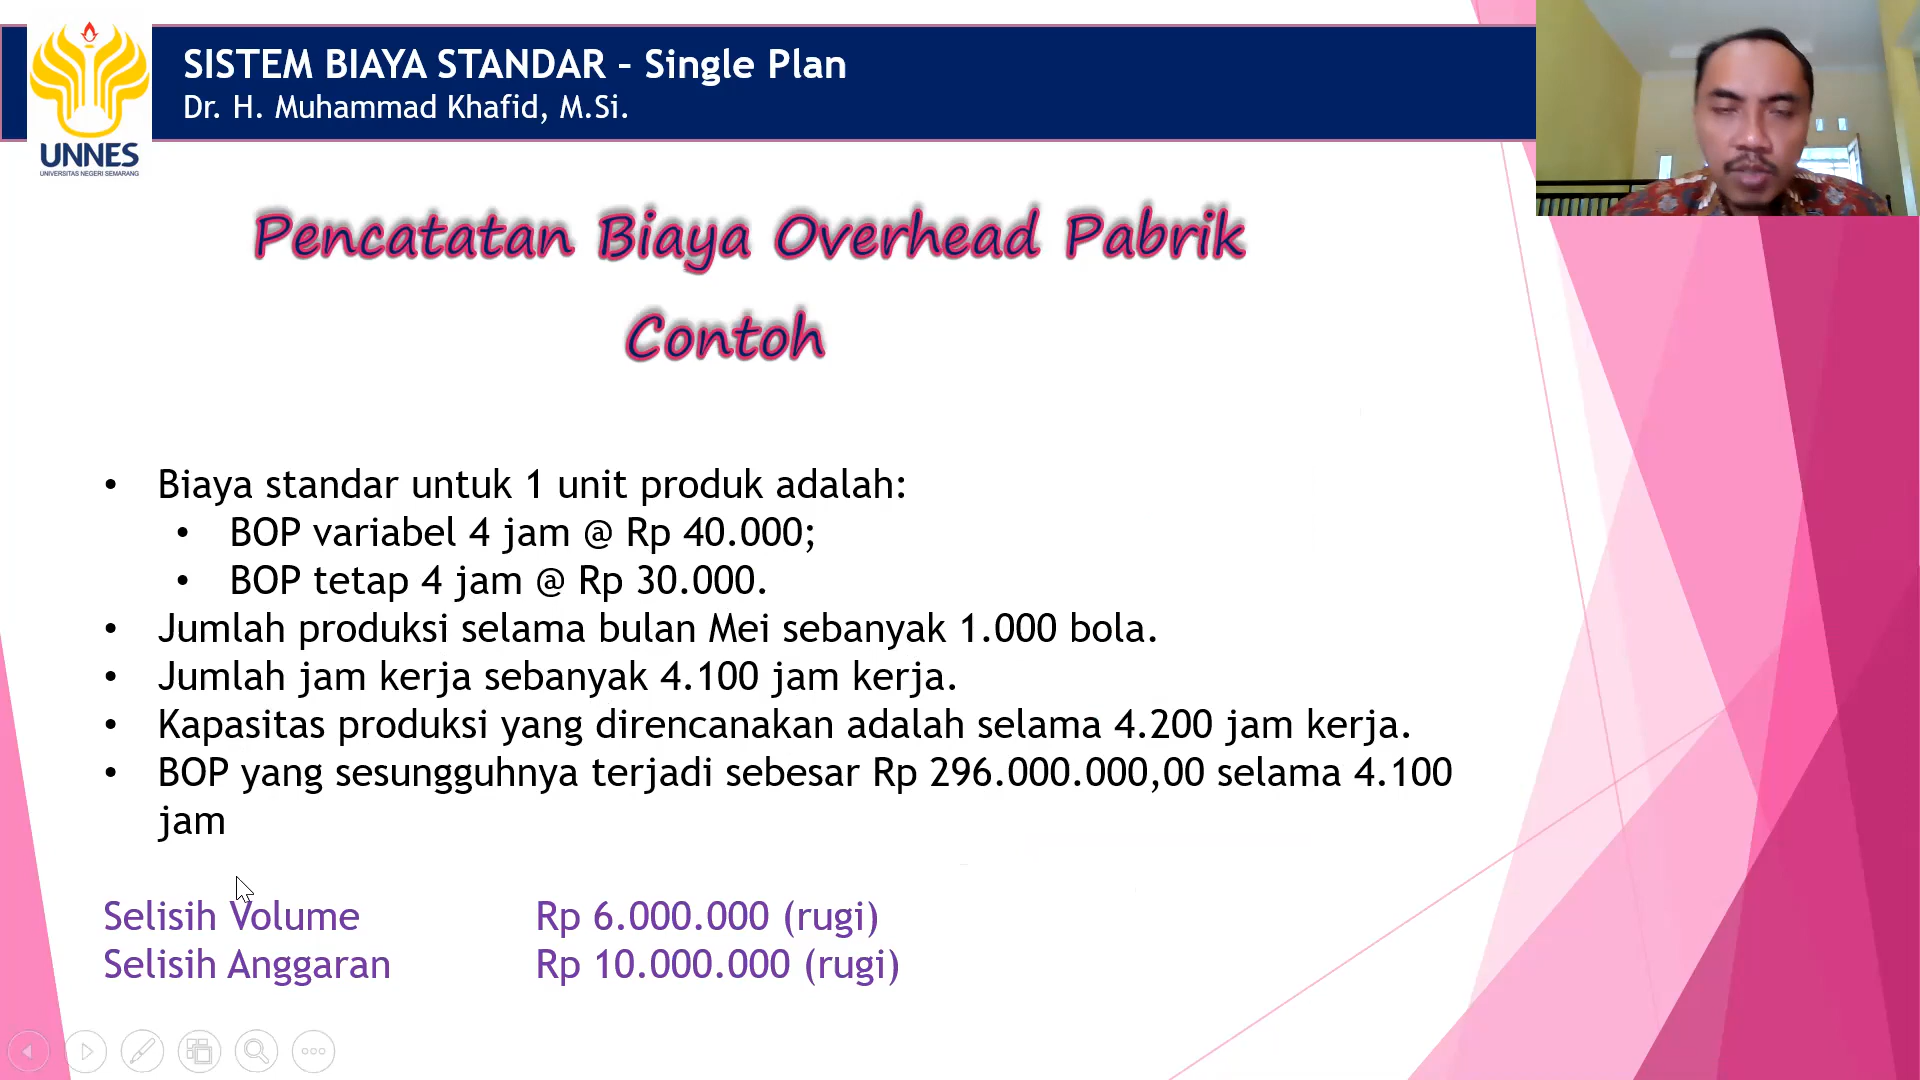 SISTEM BIAYA STANDAR – Single Plan
Dr. H. Muhammad Khafid, M.Si.
UNNES
UNIVERSITAS NEGERI SEMARANG
Pencatatan Biaya Overhead Pabrik
Contoh
• Biaya standar untuk 1 unit produk adalah:
• BOP variabel 4 jam @ Rp 40.000;
• BOP tetap 4 jam @ Rp 30.000.
• Jumlah produksi selama bulan Mei sebanyak 1.000 bola.
• Jumlah jam kerja sebanyak 4.100 jam kerja.
• Kapasitas produksi yang direncanakan adalah selama 4.200 jam kerja.
• BOP yang sesungguhnya terjadi sebesar Rp 296.000.000,00 selama 4.100
jam
Selisih Volume Rp 6.000.000 (rugi)
Selisih Anggaran Rp 10.000.000 (rugi)